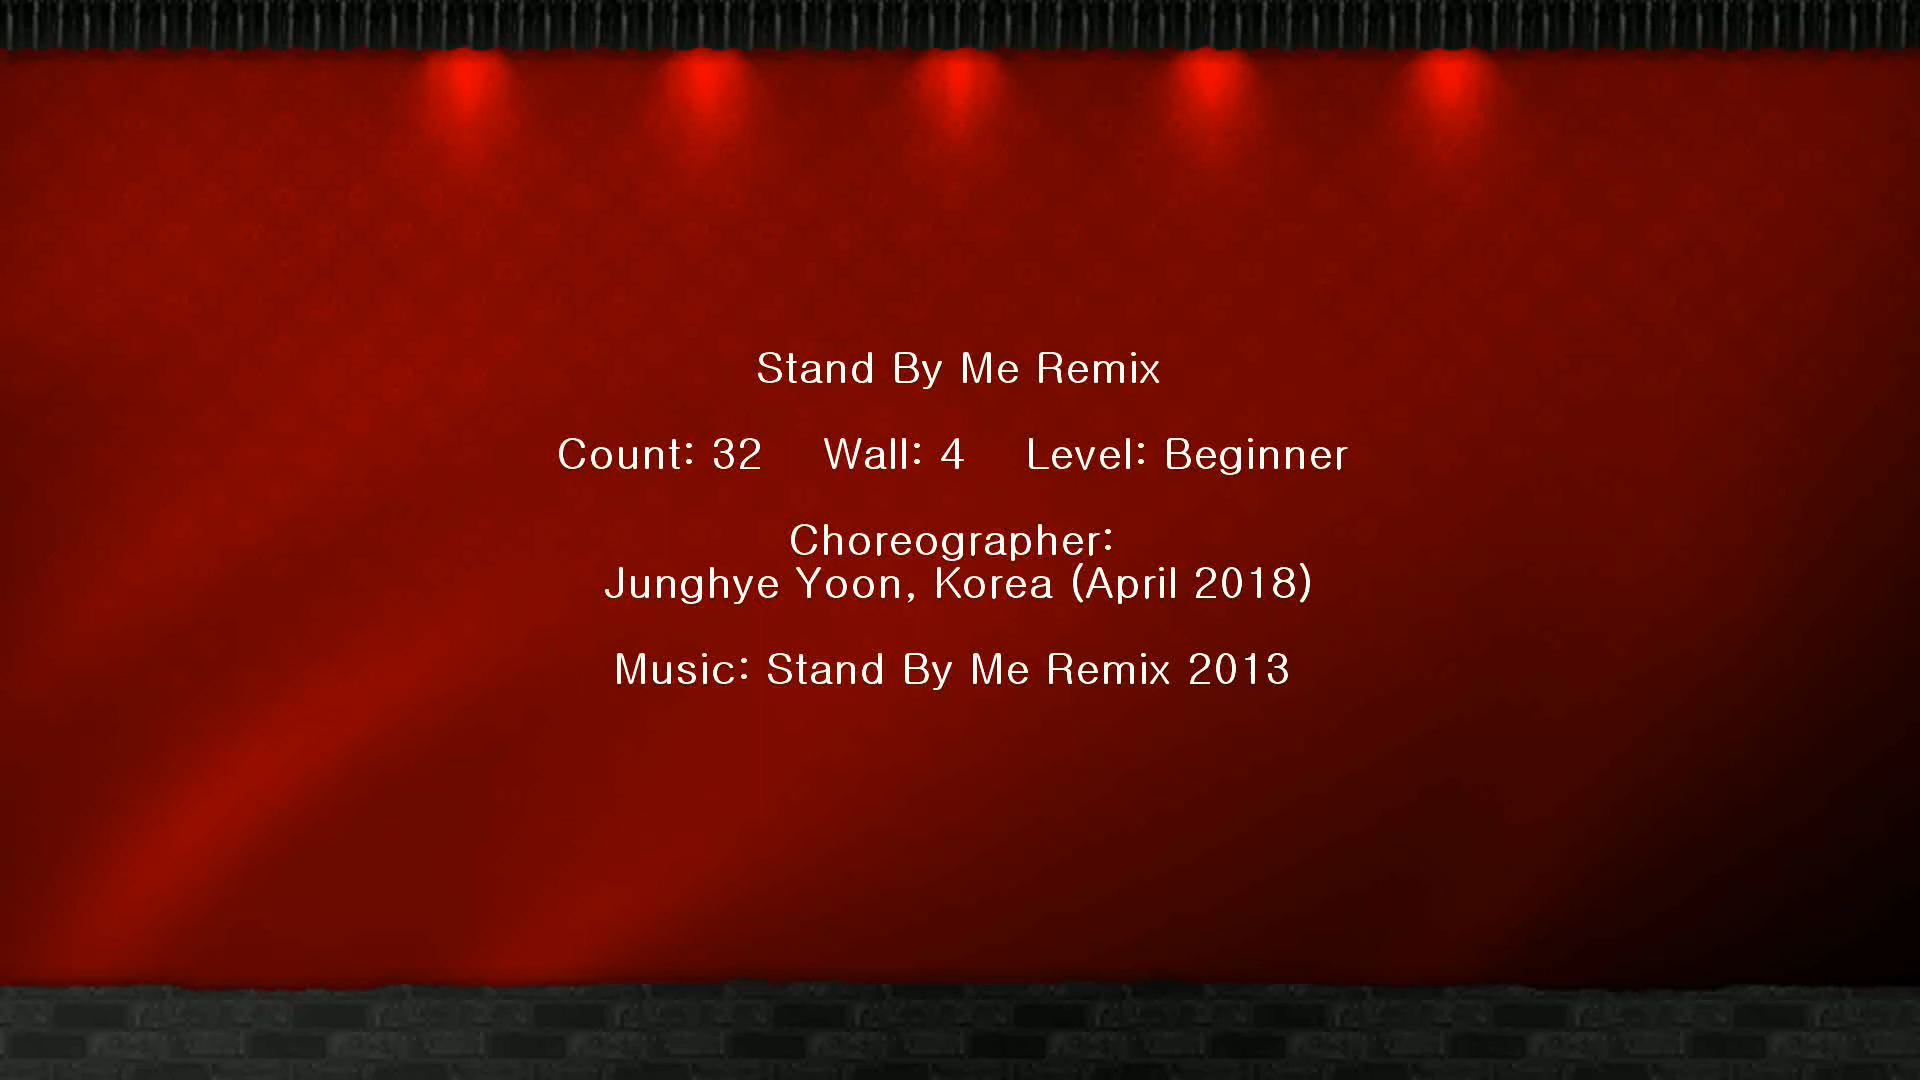 Stand By Me Remix
Count: 32 Wall: 4 Level: Beginner
Choreographer:
Junghye Yoon, Korea (April 2018)
Music: Stand By Me Remix 2013